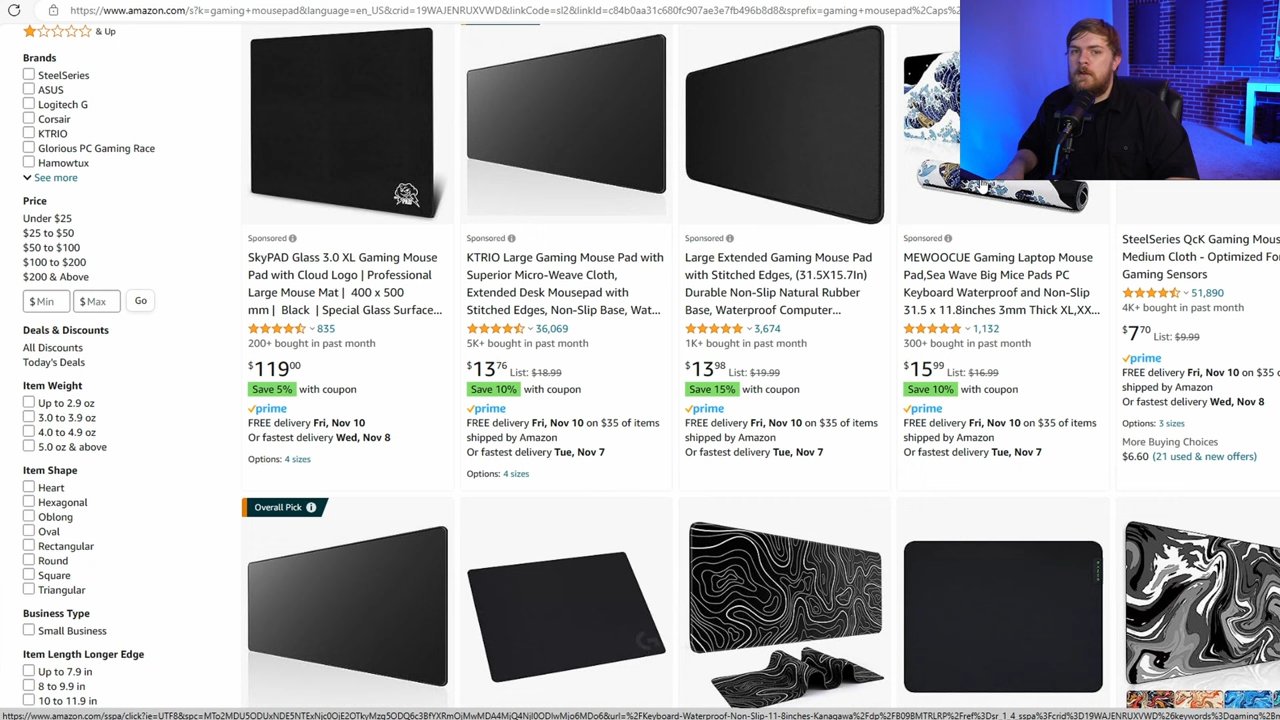 https://www.amazon.com/s?k=gaming+mousepad&language=en_US&crid=19WAJENRUXVWD&linkCode=sl2&linkId=c84b0aa31c680fc907ae3e7fb496b8d8&sprefix=gaming+mousepad%2Caps%2C
& Up
Brands
SteelSeries
ASUS
Logitech G
Corsair
KTRIO
Glorious PC Gaming Race
Hamowtux
See more
Price
Under $25
$25 to $50
$50 to $100
$100 to $200
$200 & Above
$ Min
$ Max
Go
Deals & Discounts
All Discounts
Today's Deals
Item Weight
Up to 2.9 oz
3.0 to 3.9 oz
4.0 to 4.9 oz
5.0 oz & above
Item Shape
Heart
Hexagonal
Oblong
Oval
Rectangular
Round
Square
Triangular
Business Type
Small Business
Item Length Longer Edge
Up to 7.9 in
8 to 9.9 in
10 to 11.9 in
Sponsored
SkyPAD Glass 3.0 XL Gaming Mouse
Pad with Cloud Logo | Professional
Large Mouse Mat | 400 x 500
mm | Black | Special Glass Surface...
835
200+ bought in past month
$119.00
Save 5% with coupon
prime
FREE delivery Fri, Nov 10
Or fastest delivery Wed, Nov 8
Options: 4 sizes
Sponsored
KTRIO Large Gaming Mouse Pad with
Superior Micro-Weave Cloth,
Extended Desk Mousepad with
Stitched Edges, Non-Slip Base, Wat...
36,069
5K+ bought in past month
$13.76 List: $18.99
Save 10% with coupon
prime
FREE delivery Fri, Nov 10 on $35 of items
shipped by Amazon
Or fastest delivery Tue, Nov 7
Options: 4 sizes
Sponsored
Large Extended Gaming Mouse Pad
with Stitched Edges, (31.5X15.7In)
Durable Non-Slip Natural Rubber
Base, Waterproof Computer...
3,674
1K+ bought in past month
$13.98 List: $19.99
Save 15% with coupon
prime
FREE delivery Fri, Nov 10 on $35 of items
shipped by Amazon
Or fastest delivery Tue, Nov 7
Sponsored
MEWOOCUE Gaming Laptop Mouse
Pad,Sea Wave Big Mice Pads PC
Keyboard Waterproof and Non-Slip
31.5 x 11.8inches 3mm Thick XL,XX...
1,132
300+ bought in past month
$15.99 List: $16.99
Save 10% with coupon
prime
FREE delivery Fri, Nov 10 on $35 of items
shipped by Amazon
Or fastest delivery Tue, Nov 7
SteelSeries QcK Gaming Mous
Medium Cloth - Optimized Fo
Gaming Sensors
51,890
4K+ bought in past month
$7.70 List: $9.99
prime
FREE delivery Fri, Nov 10 on $35 o
shipped by Amazon
Or fastest delivery Wed, Nov 8
Options: 3 sizes
More Buying Choices
$6.60 (21 used & new offers)
Overall Pick